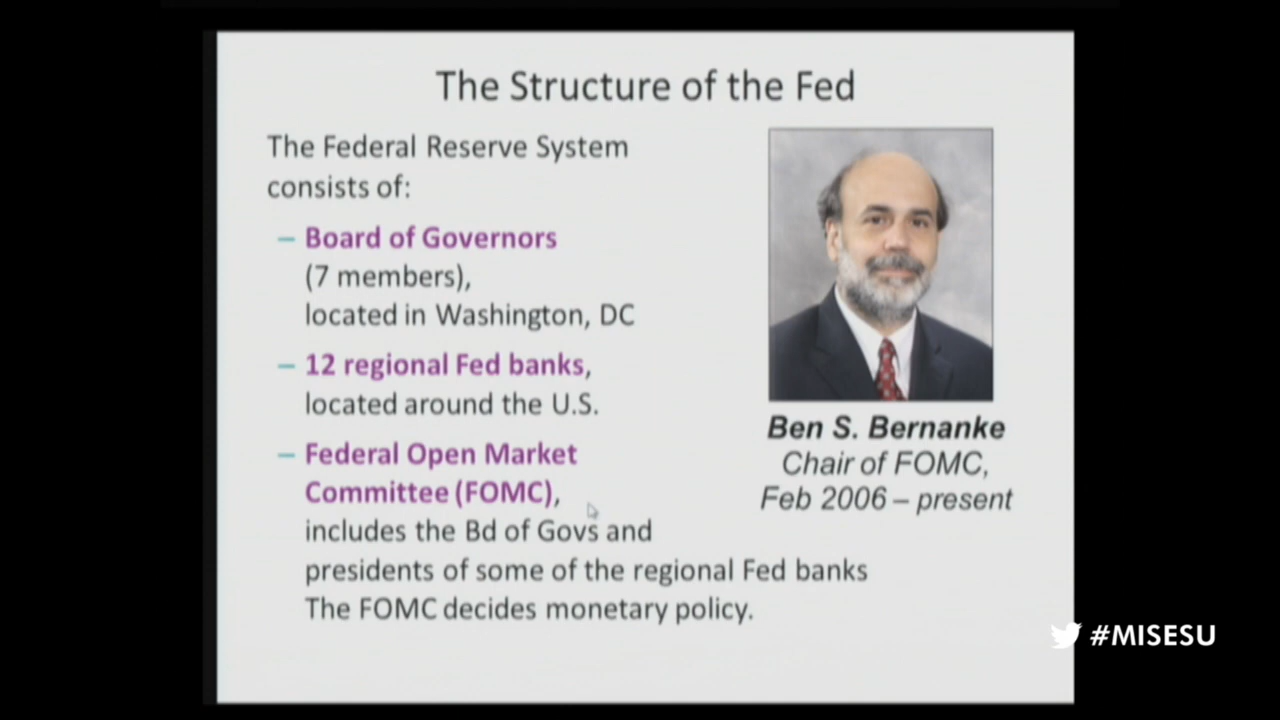 The Structure of the Fed
The Federal Reserve System
consists of:
– Board of Governors
(7 members),
located in Washington, DC
– 12 regional Fed banks,
located around the U.S.
– Federal Open Market
Committee (FOMC),
includes the Bd of Govs and
presidents of some of the regional Fed banks
The FOMC decides monetary policy.
Ben S. Bernanke
Chair of FOMC,
Feb 2006 – present
#MISESU